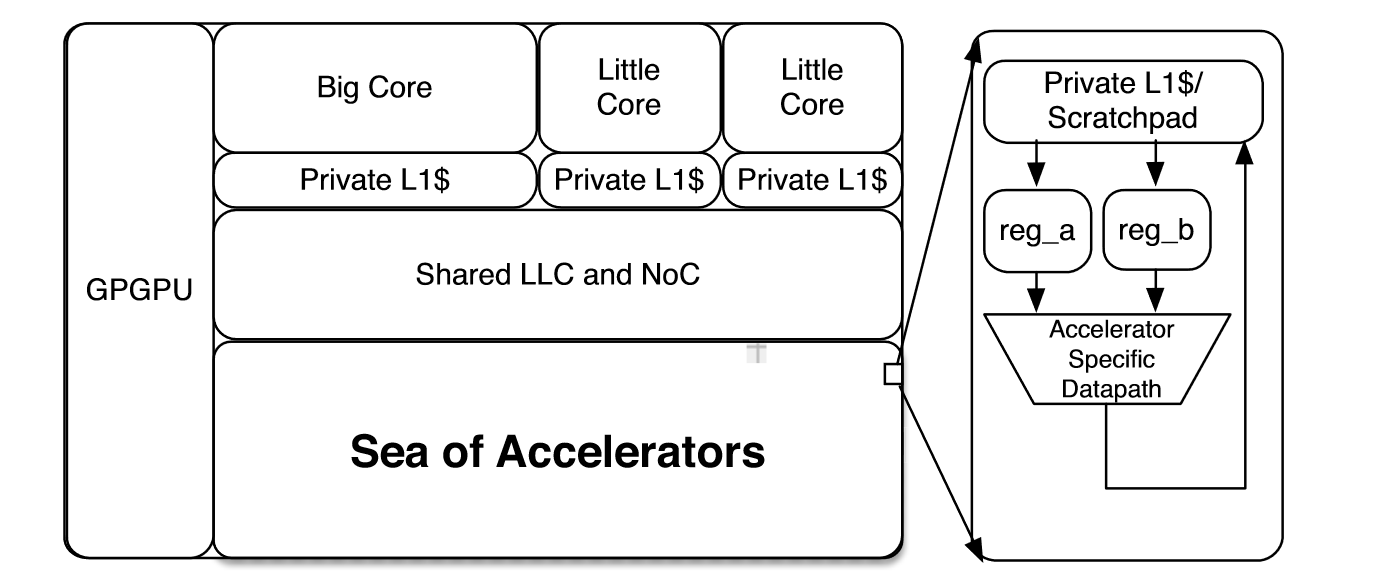 GPGPU
Big Core
Little
Core
Little
Core
Private L1$
Private L1$
Private L1$
Shared LLC and NoC
Sea of Accelerators
Private L1$/
Scratchpad
reg_a
reg_b
Accelerator
Specific
Datapath